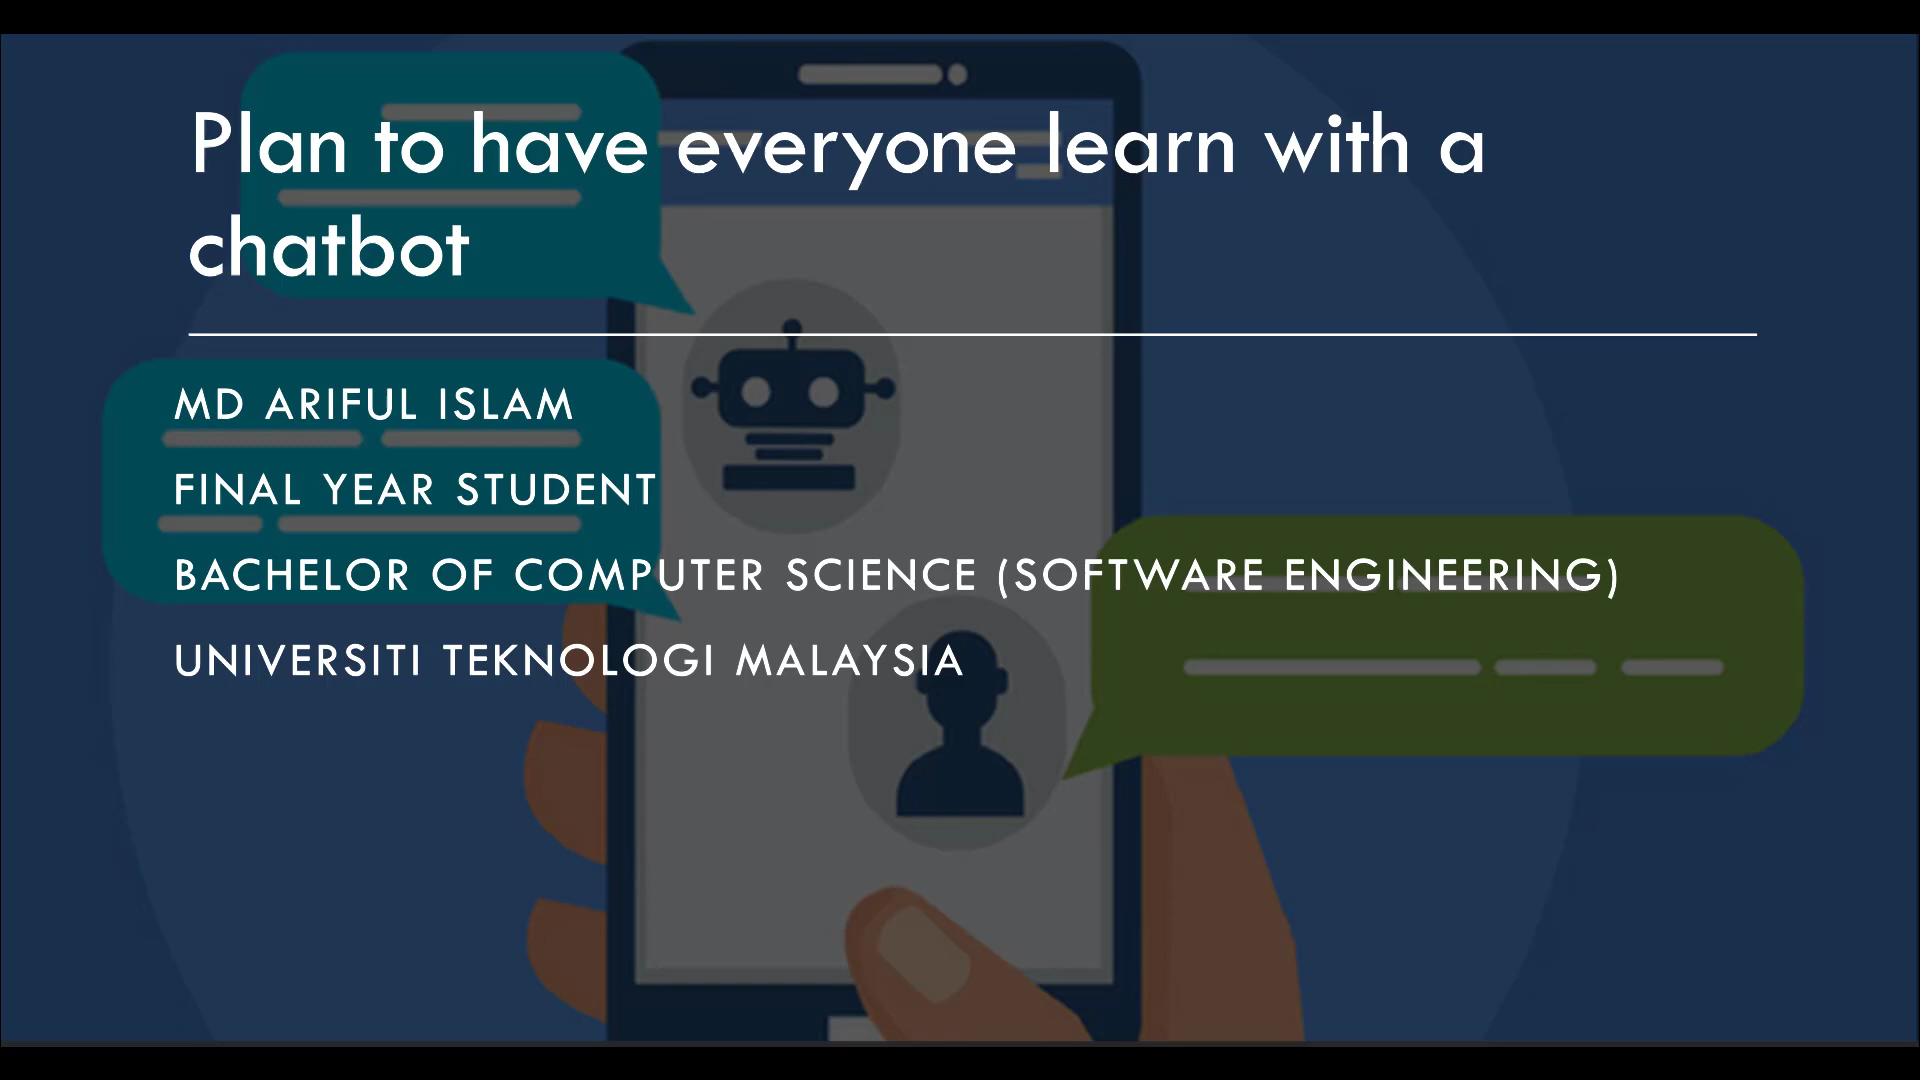 Plan to have everyone learn with a
chatbot
MD ARIFUL ISLAM
FINAL YEAR STUDENT
BACHELOR OF COMPUTER SCIENCE (SOFTWARE ENGINEERING)
UNIVERSITI TEKNOLOGI MALAYSIA